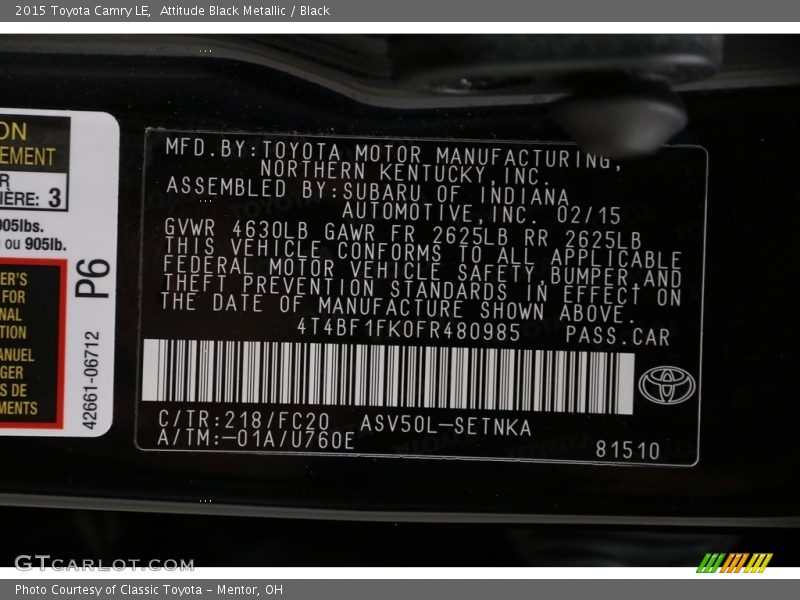 2015 Toyota Camry LE,  Attitude Black Metallic / Black
ON
EMENT
R
IÈRE: 3
905lbs.
ou 905lb.
P6
ER'S
FOR
NAL
TION
ANUEL
GER
S DE
MENTS
42661-06712
MFD.BY:TOYOTA MOTOR MANUFACTURING,
NORTHERN KENTUCKY,INC.
ASSEMBLED BY:SUBARU OF INDIANA
AUTOMOTIVE,INC. 02/15
GVWR 4630LB GAWR FR 2625LB RR 2625LB
THIS VEHICLE CONFORMS TO ALL APPLICABLE
FEDERAL MOTOR VEHICLE SAFETY,BUMPER,AND
THEFT PREVENTION STANDARDS IN EFFECT ON
THE DATE OF MANUFACTURE SHOWN ABOVE.
4T4BF1FK0FR480985 PASS.CAR
C/TR:218/FC20 ASV50L-SETNKA
A/TM:-01A/U760E
81510
GTCARLOT.COM
Photo Courtesy of Classic Toyota - Mentor, OH